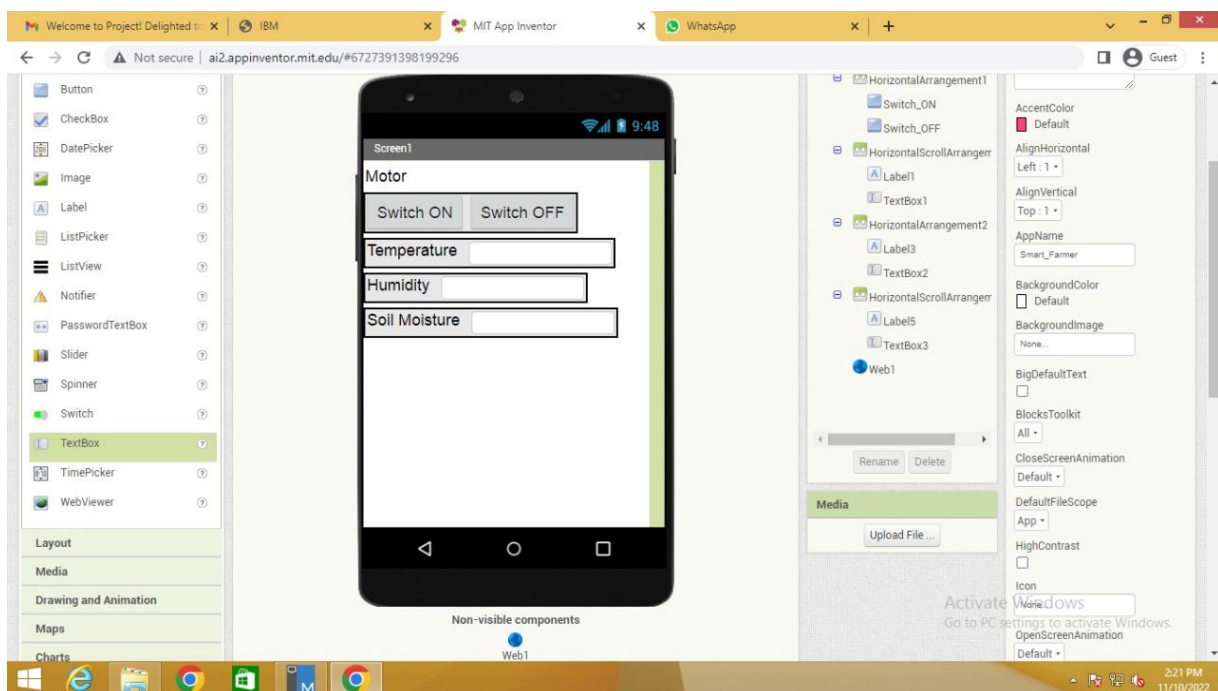 Welcome to Project! Delighted t
IBM
MIT App Inventor
WhatsApp
Not secure | ai2.appinventor.mit.edu/#6727391398199296
Guest
Button
CheckBox
DatePicker
Image
Label
ListPicker
ListView
Notifier
PasswordTextBox
Slider
Spinner
Switch
TextBox
TimePicker
WebViewer
Layout
Media
Drawing and Animation
Maps
Charts
9:48
Screen1
Motor
Switch ON Switch OFF
Temperature
Humidity
Soil Moisture
Non-visible components
Web1
HorizontalArrangement1
Switch_ON
Switch_OFF
HorizontalScrollArrangem
Label1
TextBox1
HorizontalArrangement2
Label3
TextBox2
HorizontalScrollArrangem
Label5
TextBox3
Web1
Rename Delete
Media
Upload File ...
AccentColor
Default
AlignHorizontal
Left : 1
AlignVertical
Top : 1
AppName
Smart_Farmer
BackgroundColor
Default
BackgroundImage
None...
BigDefaultText
BlocksToolkit
All
CloseScreenAnimation
Default
DefaultFileScope
App
HighContrast
Icon
None...
OpenScreenAnimation
Default
Activate Windows
Go to PC settings to activate Windows.
2:21 PM
11/10/2022